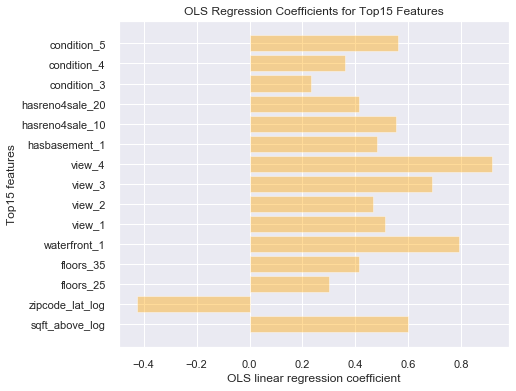 OLS Regression Coefficients for Top15 Features
condition_5
condition_4
condition_3
hasreno4sale_20
hasreno4sale_10
hasbasement_1
view_4
view_3
view_2
view_1
waterfront_1
floors_35
floors_25
zipcode_lat_log
sqft_above_log
Top15 features
−0.4 −0.2 0.0 0.2 0.4 0.6 0.8
OLS linear regression coefficient